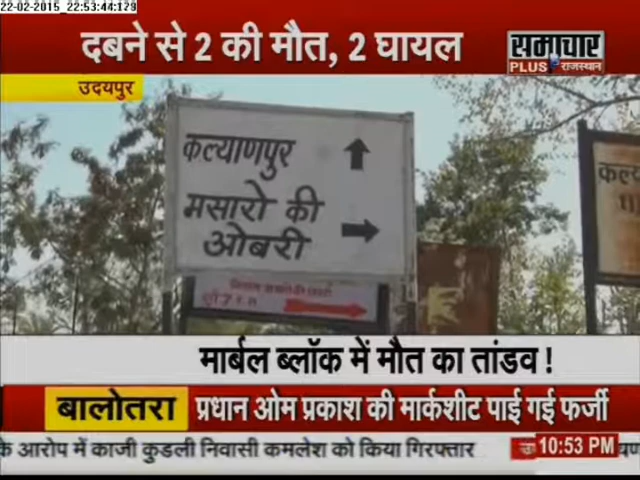 22-02-2015_22:53:44:129
दबने से 2 की मौत, 2 घायल
समाचार
PLUS राजस्थान
उदयपुर
कल्याणपुर
मसारो की
ओबरी
मार्बल ब्लॉक में मौत का तांडव !
बालोतरा
प्रधान ओम प्रकाश की मार्कशीट पाई गई फर्जी
के आरोप में काजी कुडली निवासी कमलेश को किया गिरफ्तार
10:53 PM